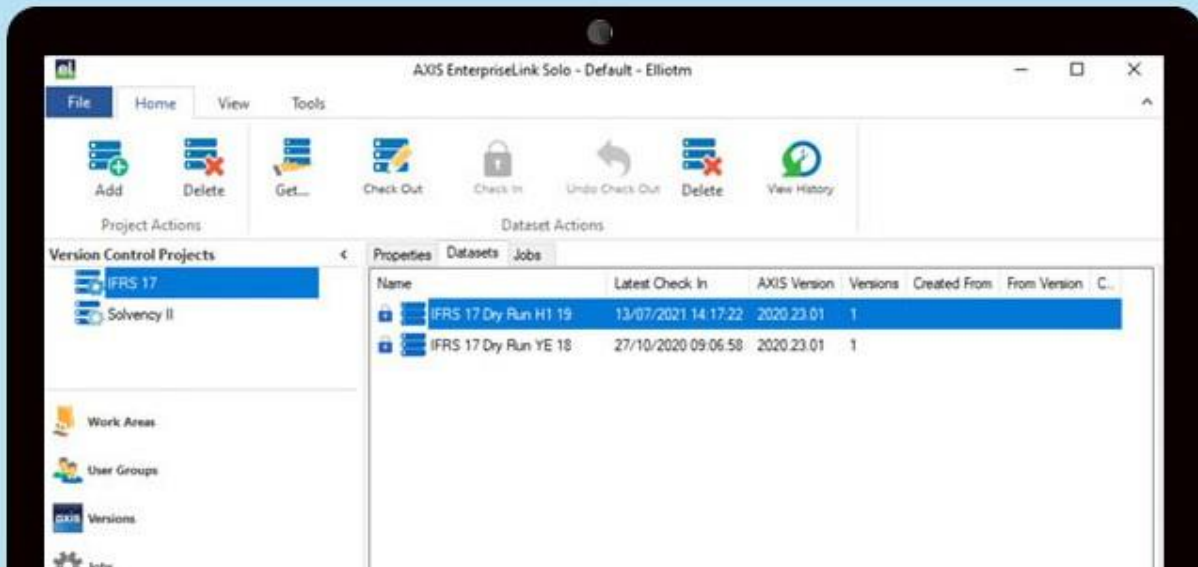 el
AXIS EnterpriseLink Solo - Default - Elliotm
File Home View Tools
Add Delete Get... Check Out Check In Undo Check Out Delete View History
Project Actions Dataset Actions
Version Control Projects < Properties Datasets Jobs
IFRS 17
Solvency II
Name Latest Check In AXIS Version Versions Created From From Version C..
IFRS 17 Dry Run H1 19 13/07/2021 14:17:22 2020.23.01 1
IFRS 17 Dry Run YE 18 27/10/2020 09:06:58 2020.23.01 1
Work Areas
User Groups
axis Versions
Jobs